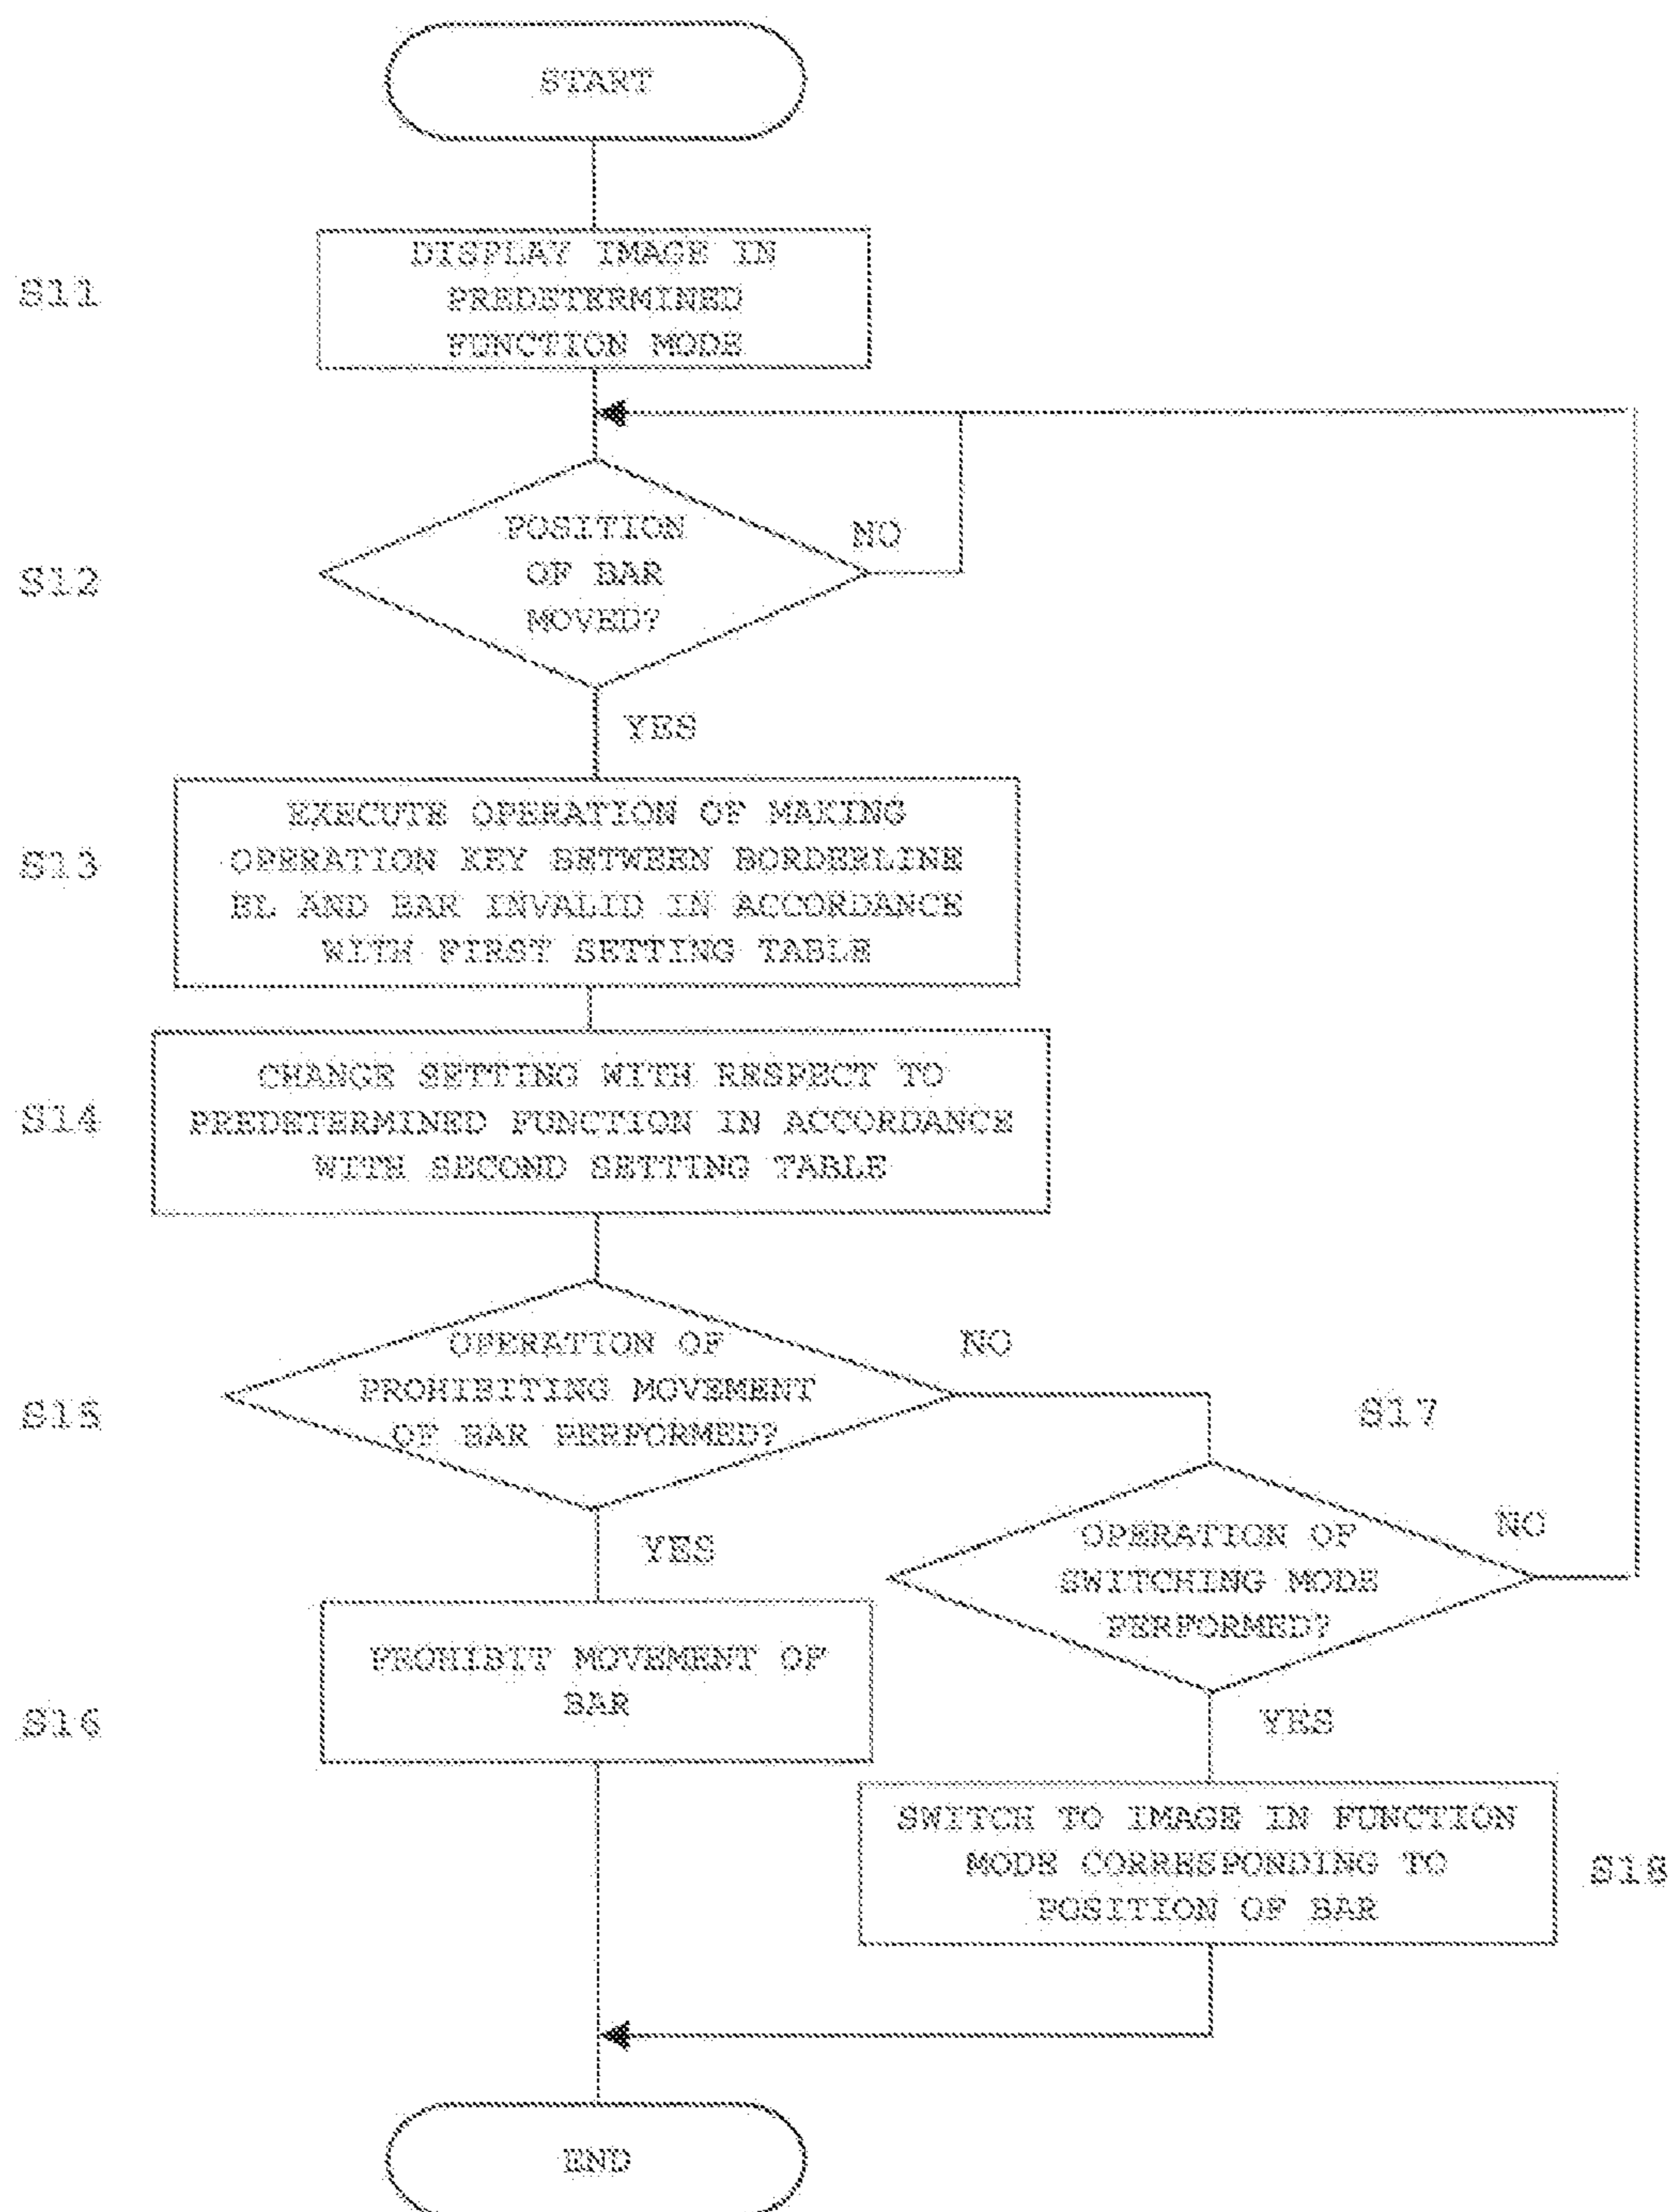 START
S11
DISPLAY IMAGE IN
PREDETERMINED
FUNCTION MODE
S12
POSITION
OF BAR
MOVED?
NO
YES
S13
EXECUTE OPERATION OF MAKING
OPERATION KEY BETWEEN BORDERLINE
BL AND BAR INVALID IN ACCORDANCE
WITH FIRST SETTING TABLE
S14
CHANGE SETTING WITH RESPECT TO
PREDETERMINED FUNCTION IN ACCORDANCE
WITH SECOND SETTING TABLE
S15
OPERATION OF
PROHIBITING MOVEMENT
OF BAR PERFORMED?
NO
YES
S17
OPERATION OF
SWITCHING MODE
PERFORMED?
NO
YES
S16
PROHIBIT MOVEMENT OF
BAR
SWITCH TO IMAGE IN FUNCTION
MODE CORRESPONDING TO
POSITION OF BAR
S18
END